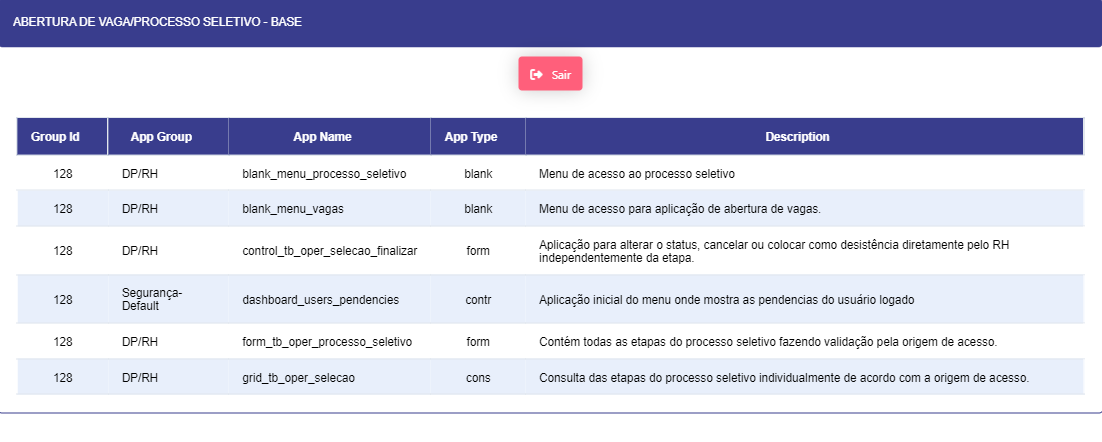 ABERTURA DE VAGA/PROCESSO SELETIVO - BASE
Sair
Group Id App Group App Name App Type Description
128 DP/RH blank_menu_processo_seletivo blank Menu de acesso ao processo seletivo
128 DP/RH blank_menu_vagas blank Menu de acesso para aplicação de abertura de vagas.
128 DP/RH control_tb_oper_selecao_finalizar form Aplicação para alterar o status, cancelar ou colocar como desistência diretamente pelo RH
independentemente da etapa.
128 Segurança-
Default dashboard_users_pendencies contr Aplicação inicial do menu onde mostra as pendencias do usuário logado
128 DP/RH form_tb_oper_processo_seletivo form Contém todas as etapas do processo seletivo fazendo validação pela origem de acesso.
128 DP/RH grid_tb_oper_selecao cons Consulta das etapas do processo seletivo individualmente de acordo com a origem de acesso.